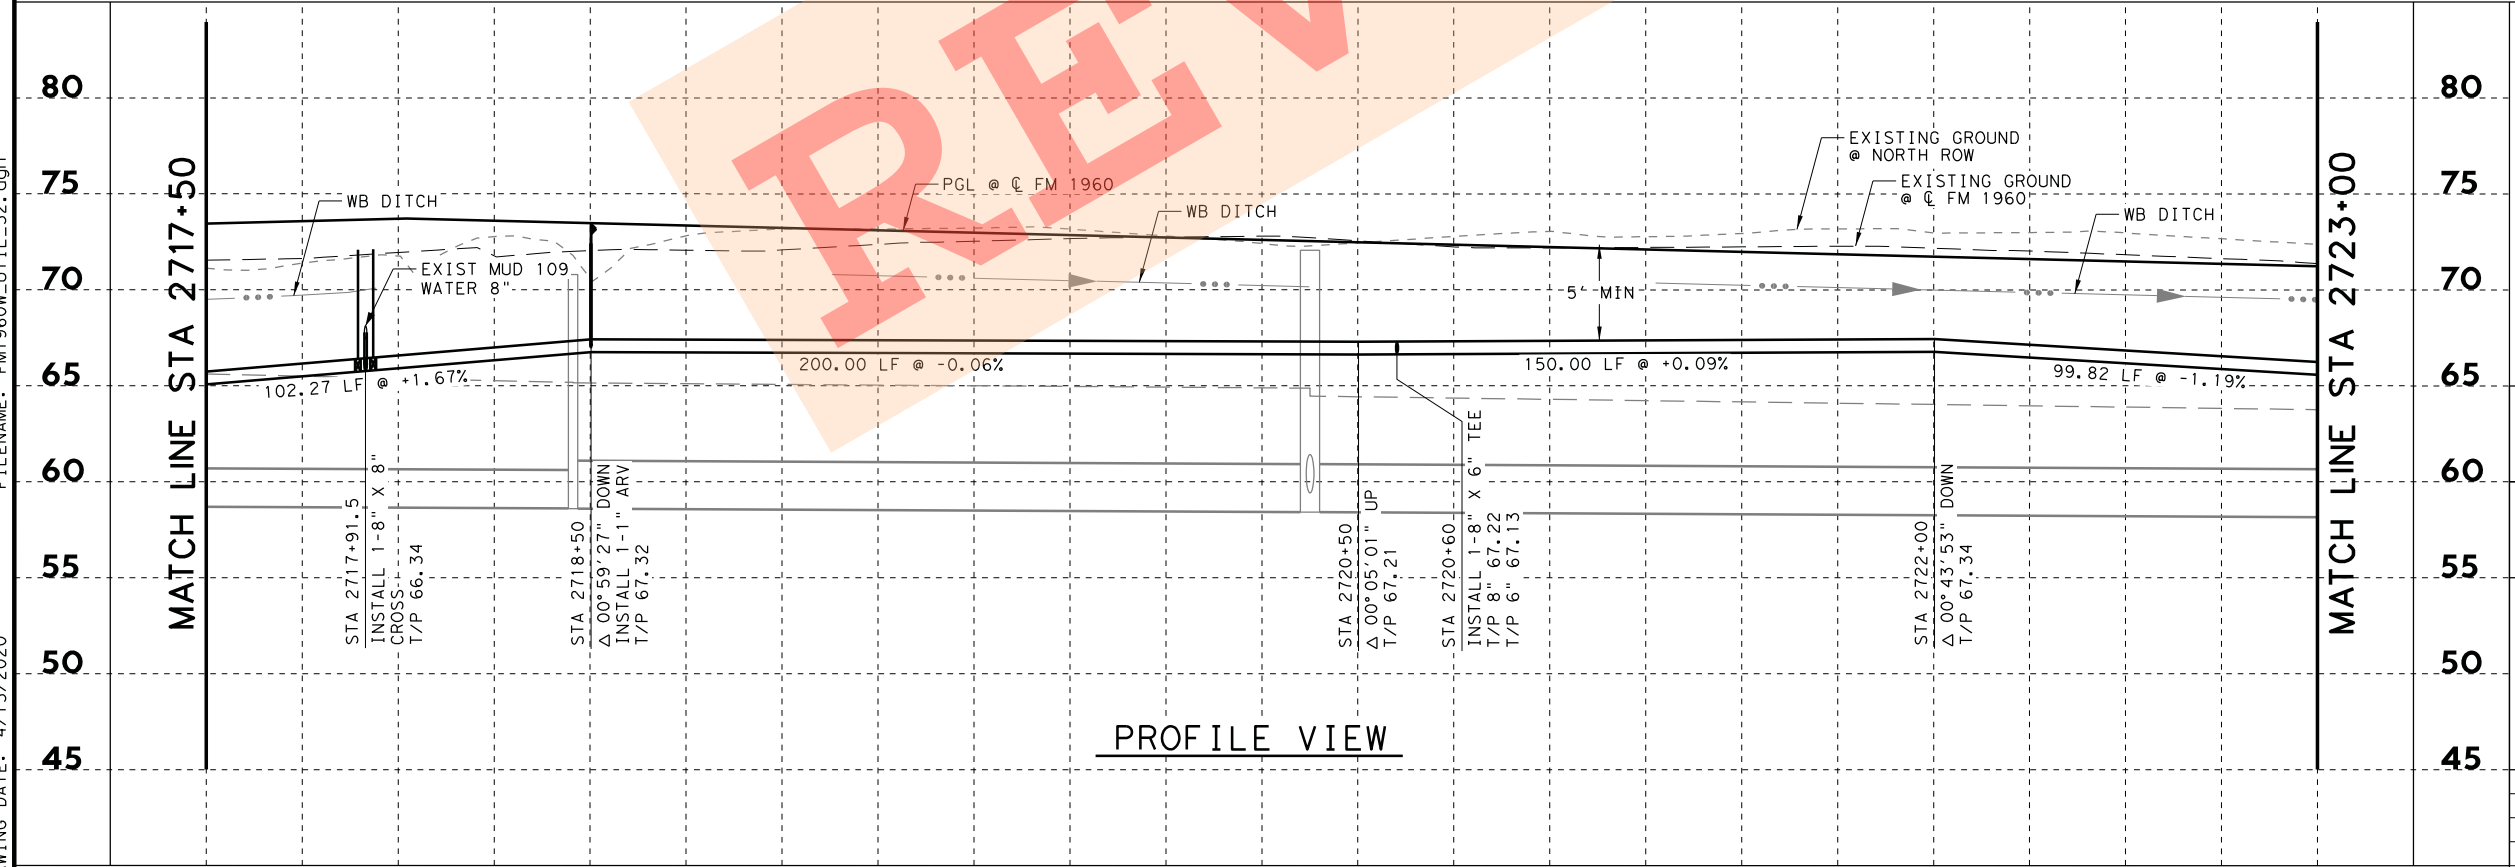 80
75
70
65
60
55
50
45
MATCH LINE STA 2717+50
WB DITCH
EXIST MUD 109
WATER 8"
102.27 LF @ +1.67%
STA 2717+91.5
INSTALL 1-8" X 8"
CROSS
T/P 66.34
STA 2718+50
Δ 00°59'27" DOWN
INSTALL 1-1" ARV
T/P 67.32
PGL @ ℄ FM 1960
WB DITCH
200.00 LF @ -0.06%
STA 2720+50
Δ 00°05'01" UP
T/P 67.21
STA 2720+60
INSTALL 1-8" X 6" TEE
T/P 8" 67.22
T/P 6" 67.13
5' MIN
150.00 LF @ +0.09%
EXISTING GROUND
@ NORTH ROW
EXISTING GROUND
@ ℄ FM 1960
WB DITCH
STA 2722+00
Δ 00°43'53" DOWN
T/P 67.34
99.82 LF @ -1.19%
MATCH LINE STA 2723+00
80
75
70
65
60
55
50
45
PROFILE VIEW